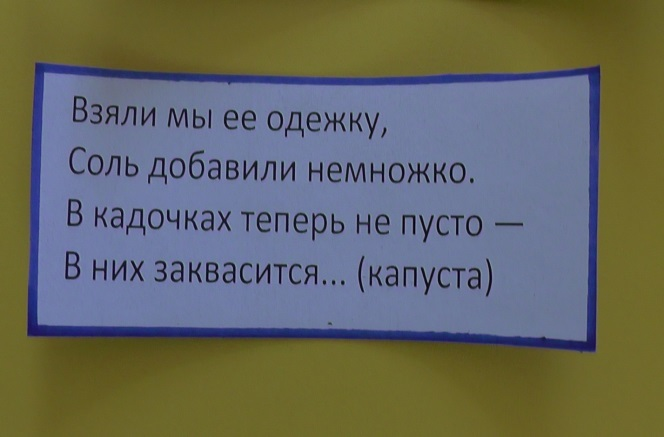 Взяли мы ее одежку,
Соль добавили немножко.
В кадочках теперь не пусто —
В них заквасится... (капуста)